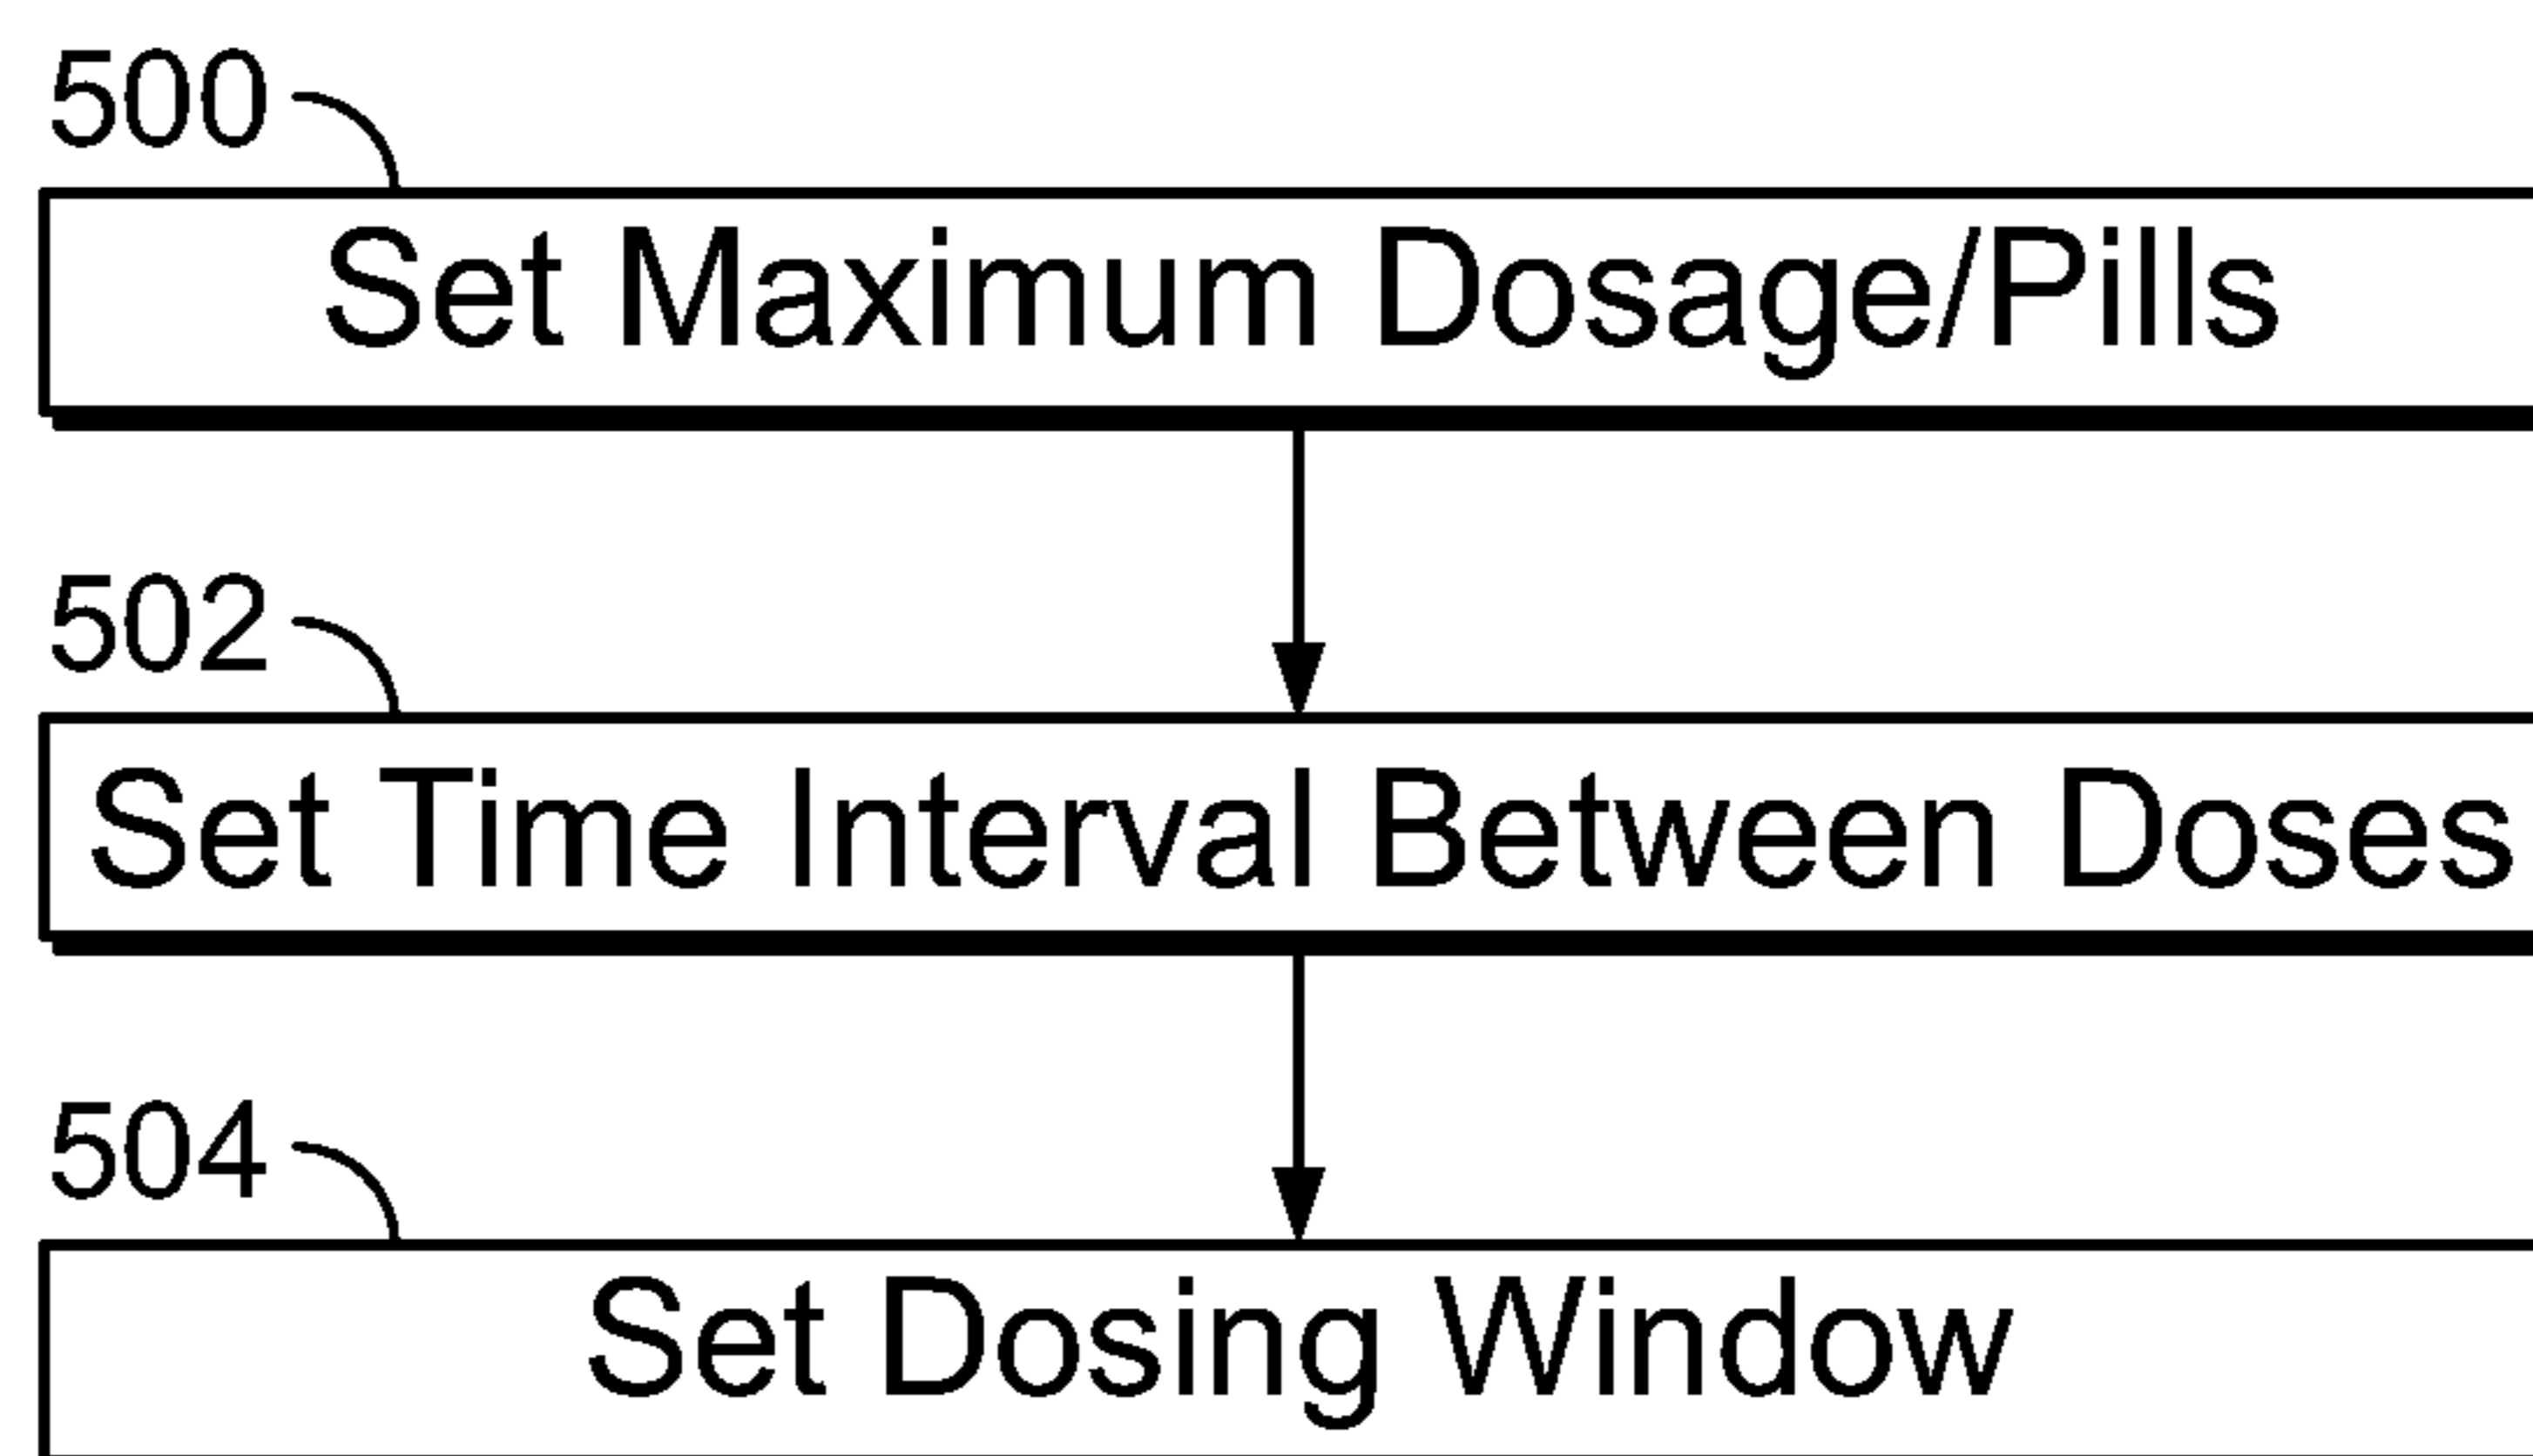 500
Set Maximum Dosage/Pills
502
Set Time Interval Between Doses
504
Set Dosing Window